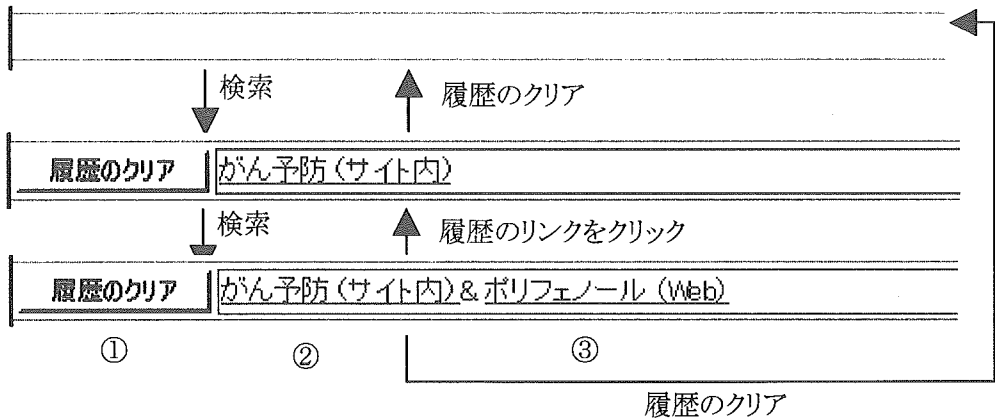 検索 履歴のクリア
履歴のクリア がん予防(サイト内)
検索 履歴のリンクをクリック
履歴のクリア がん予防(サイト内)&ポリフェノール(Web)
① ② ③
履歴のクリア